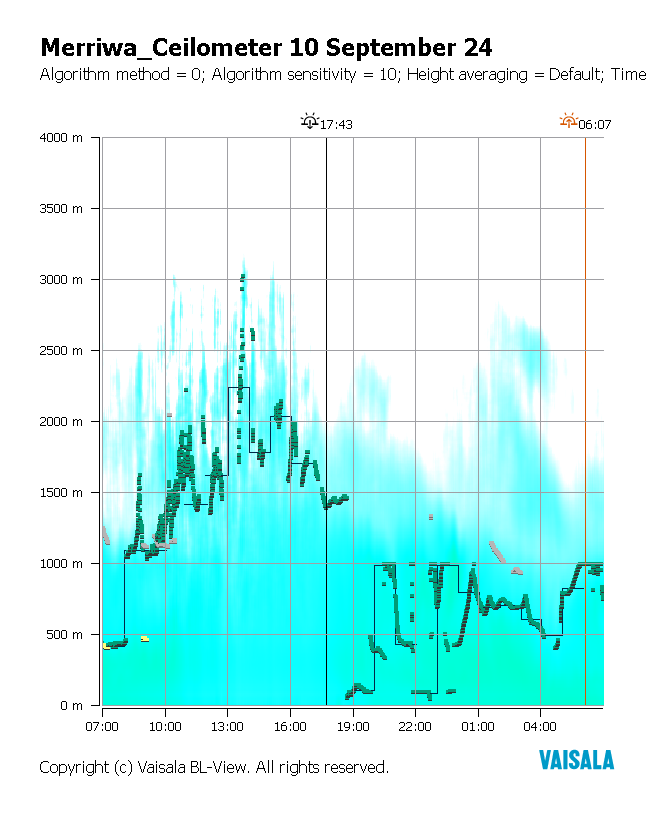 Merriwa_Ceilometer 10 September 24
Algorithm method = 0; Algorithm sensitivity = 10; Height averaging = Default; Time
17:43 06:07
4000 m
3500 m
3000 m
2500 m
2000 m
1500 m
1000 m
500 m
0 m
07:00 10:00 13:00 16:00 19:00 22:00 01:00 04:00
Copyright (c) Vaisala BL-View. All rights reserved.
VAISALA